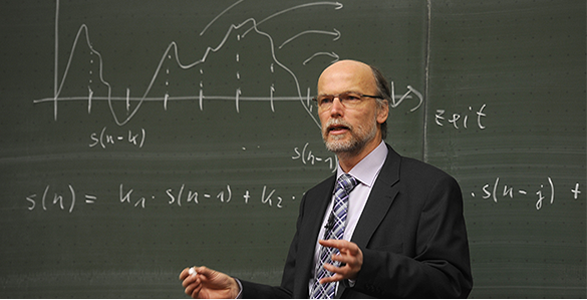 Zeit
s(n-k)
s(n-1)
s(n) = k₁ · s(n-1) + k₂ · s(n-j) +